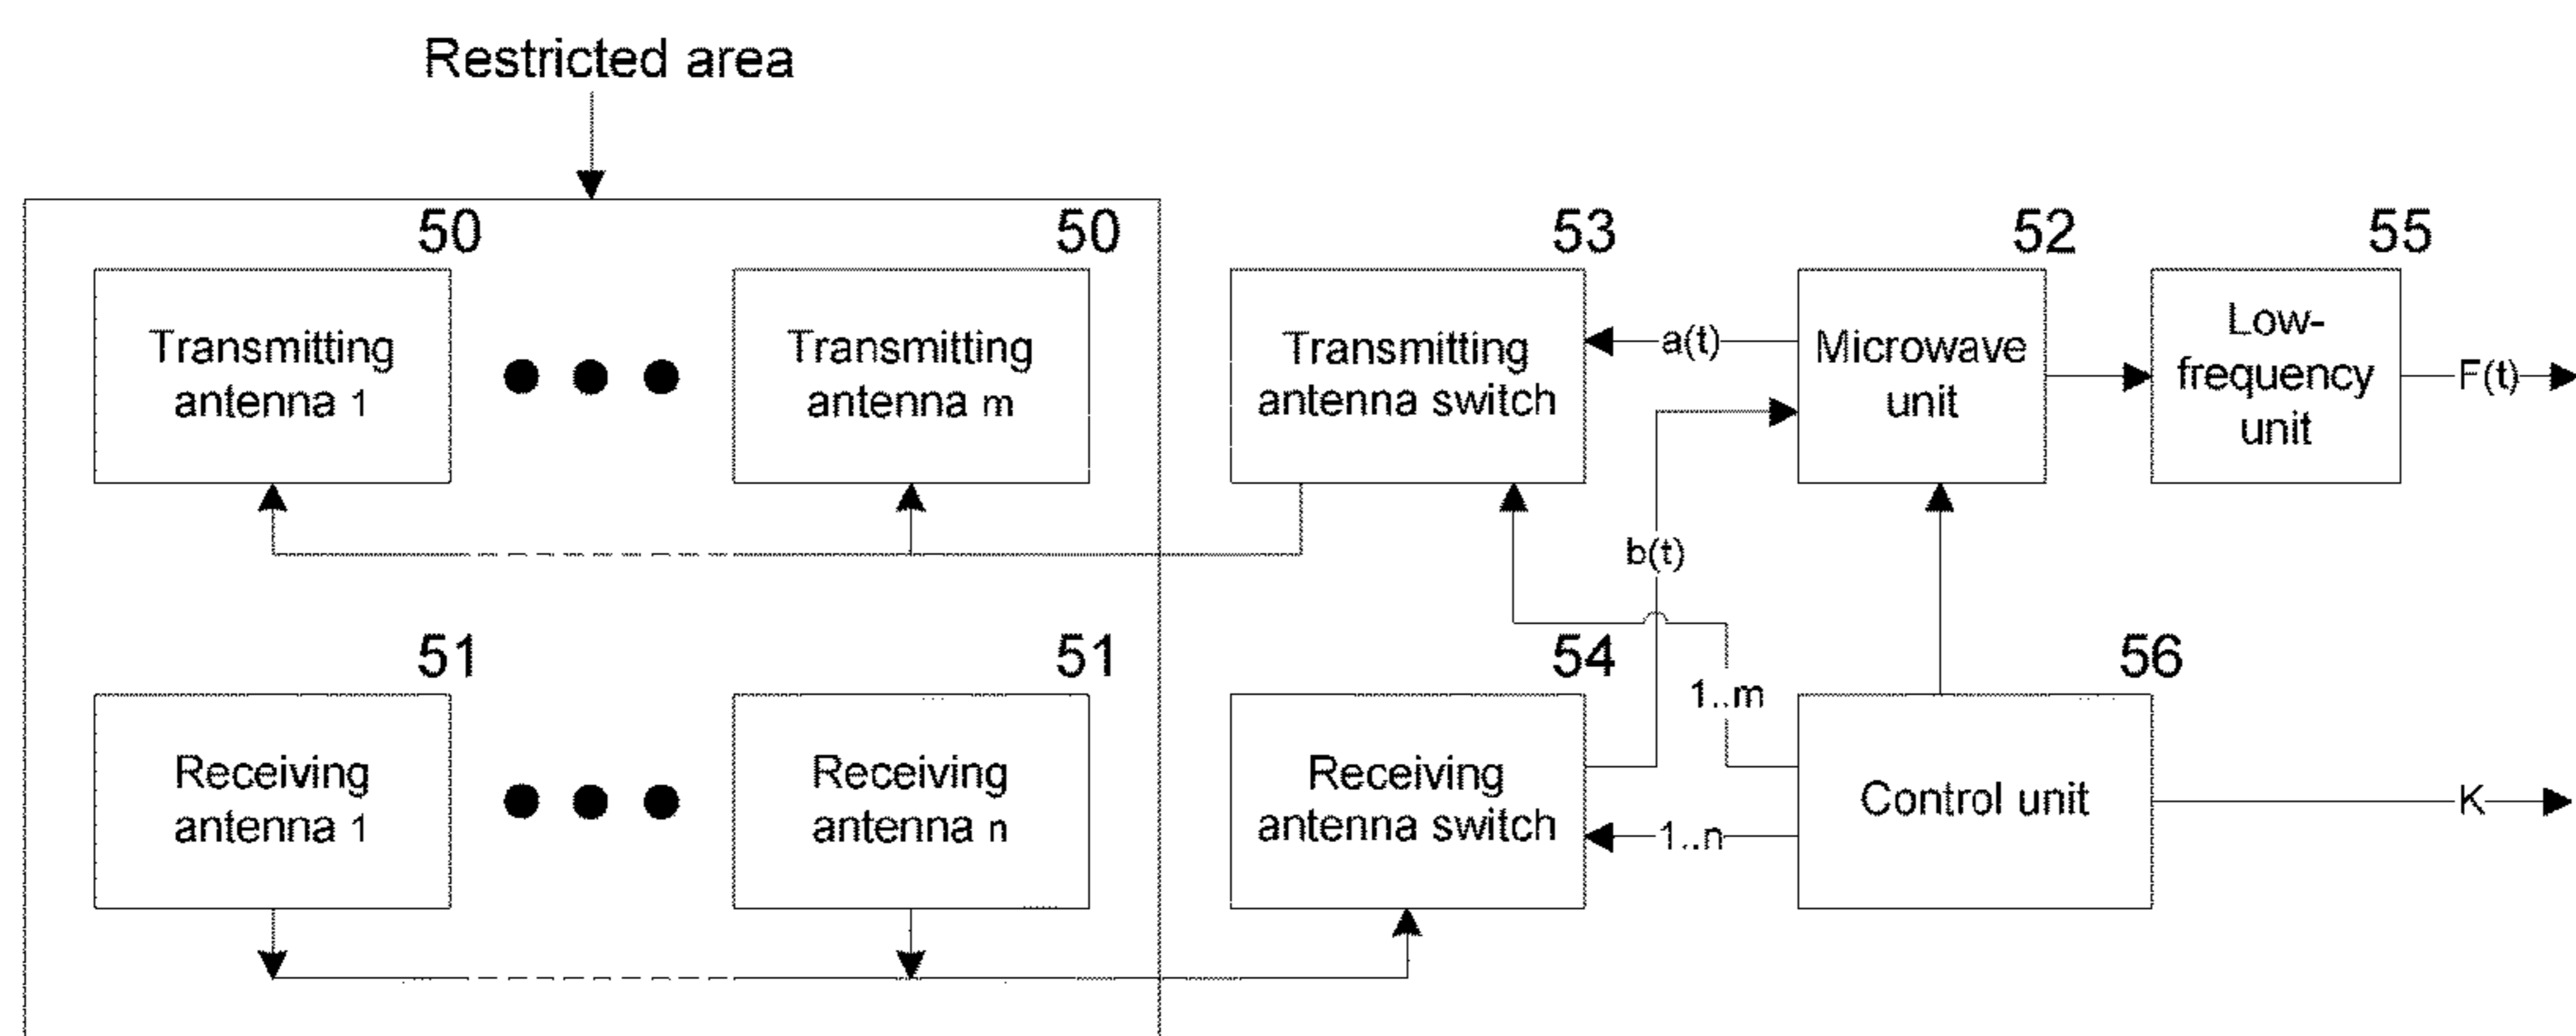 Restricted area
50
50
53
52
55
Transmitting
antenna 1
Transmitting
antenna m
Transmitting
antenna switch
a(t)
Microwave
unit
Low-
frequency
unit
F(t)
b(t)
51
51
54
56
1..m
Receiving
antenna 1
Receiving
antenna n
Receiving
antenna switch
1..n
Control unit
K